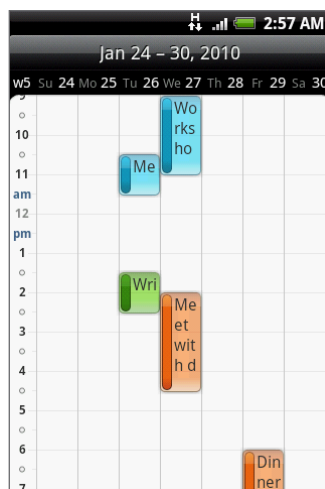 H
2:57 AM
Jan 24 – 30, 2010
w5 Su 24 Mo 25 Tu 26 We 27 Th 28 Fr 29 Sa 30
9
Wo
rks
ho
10
11
Me
am
12
pm
1
Wri
2
Me
et
wit
h d
3
4
5
6
Din
ner
7